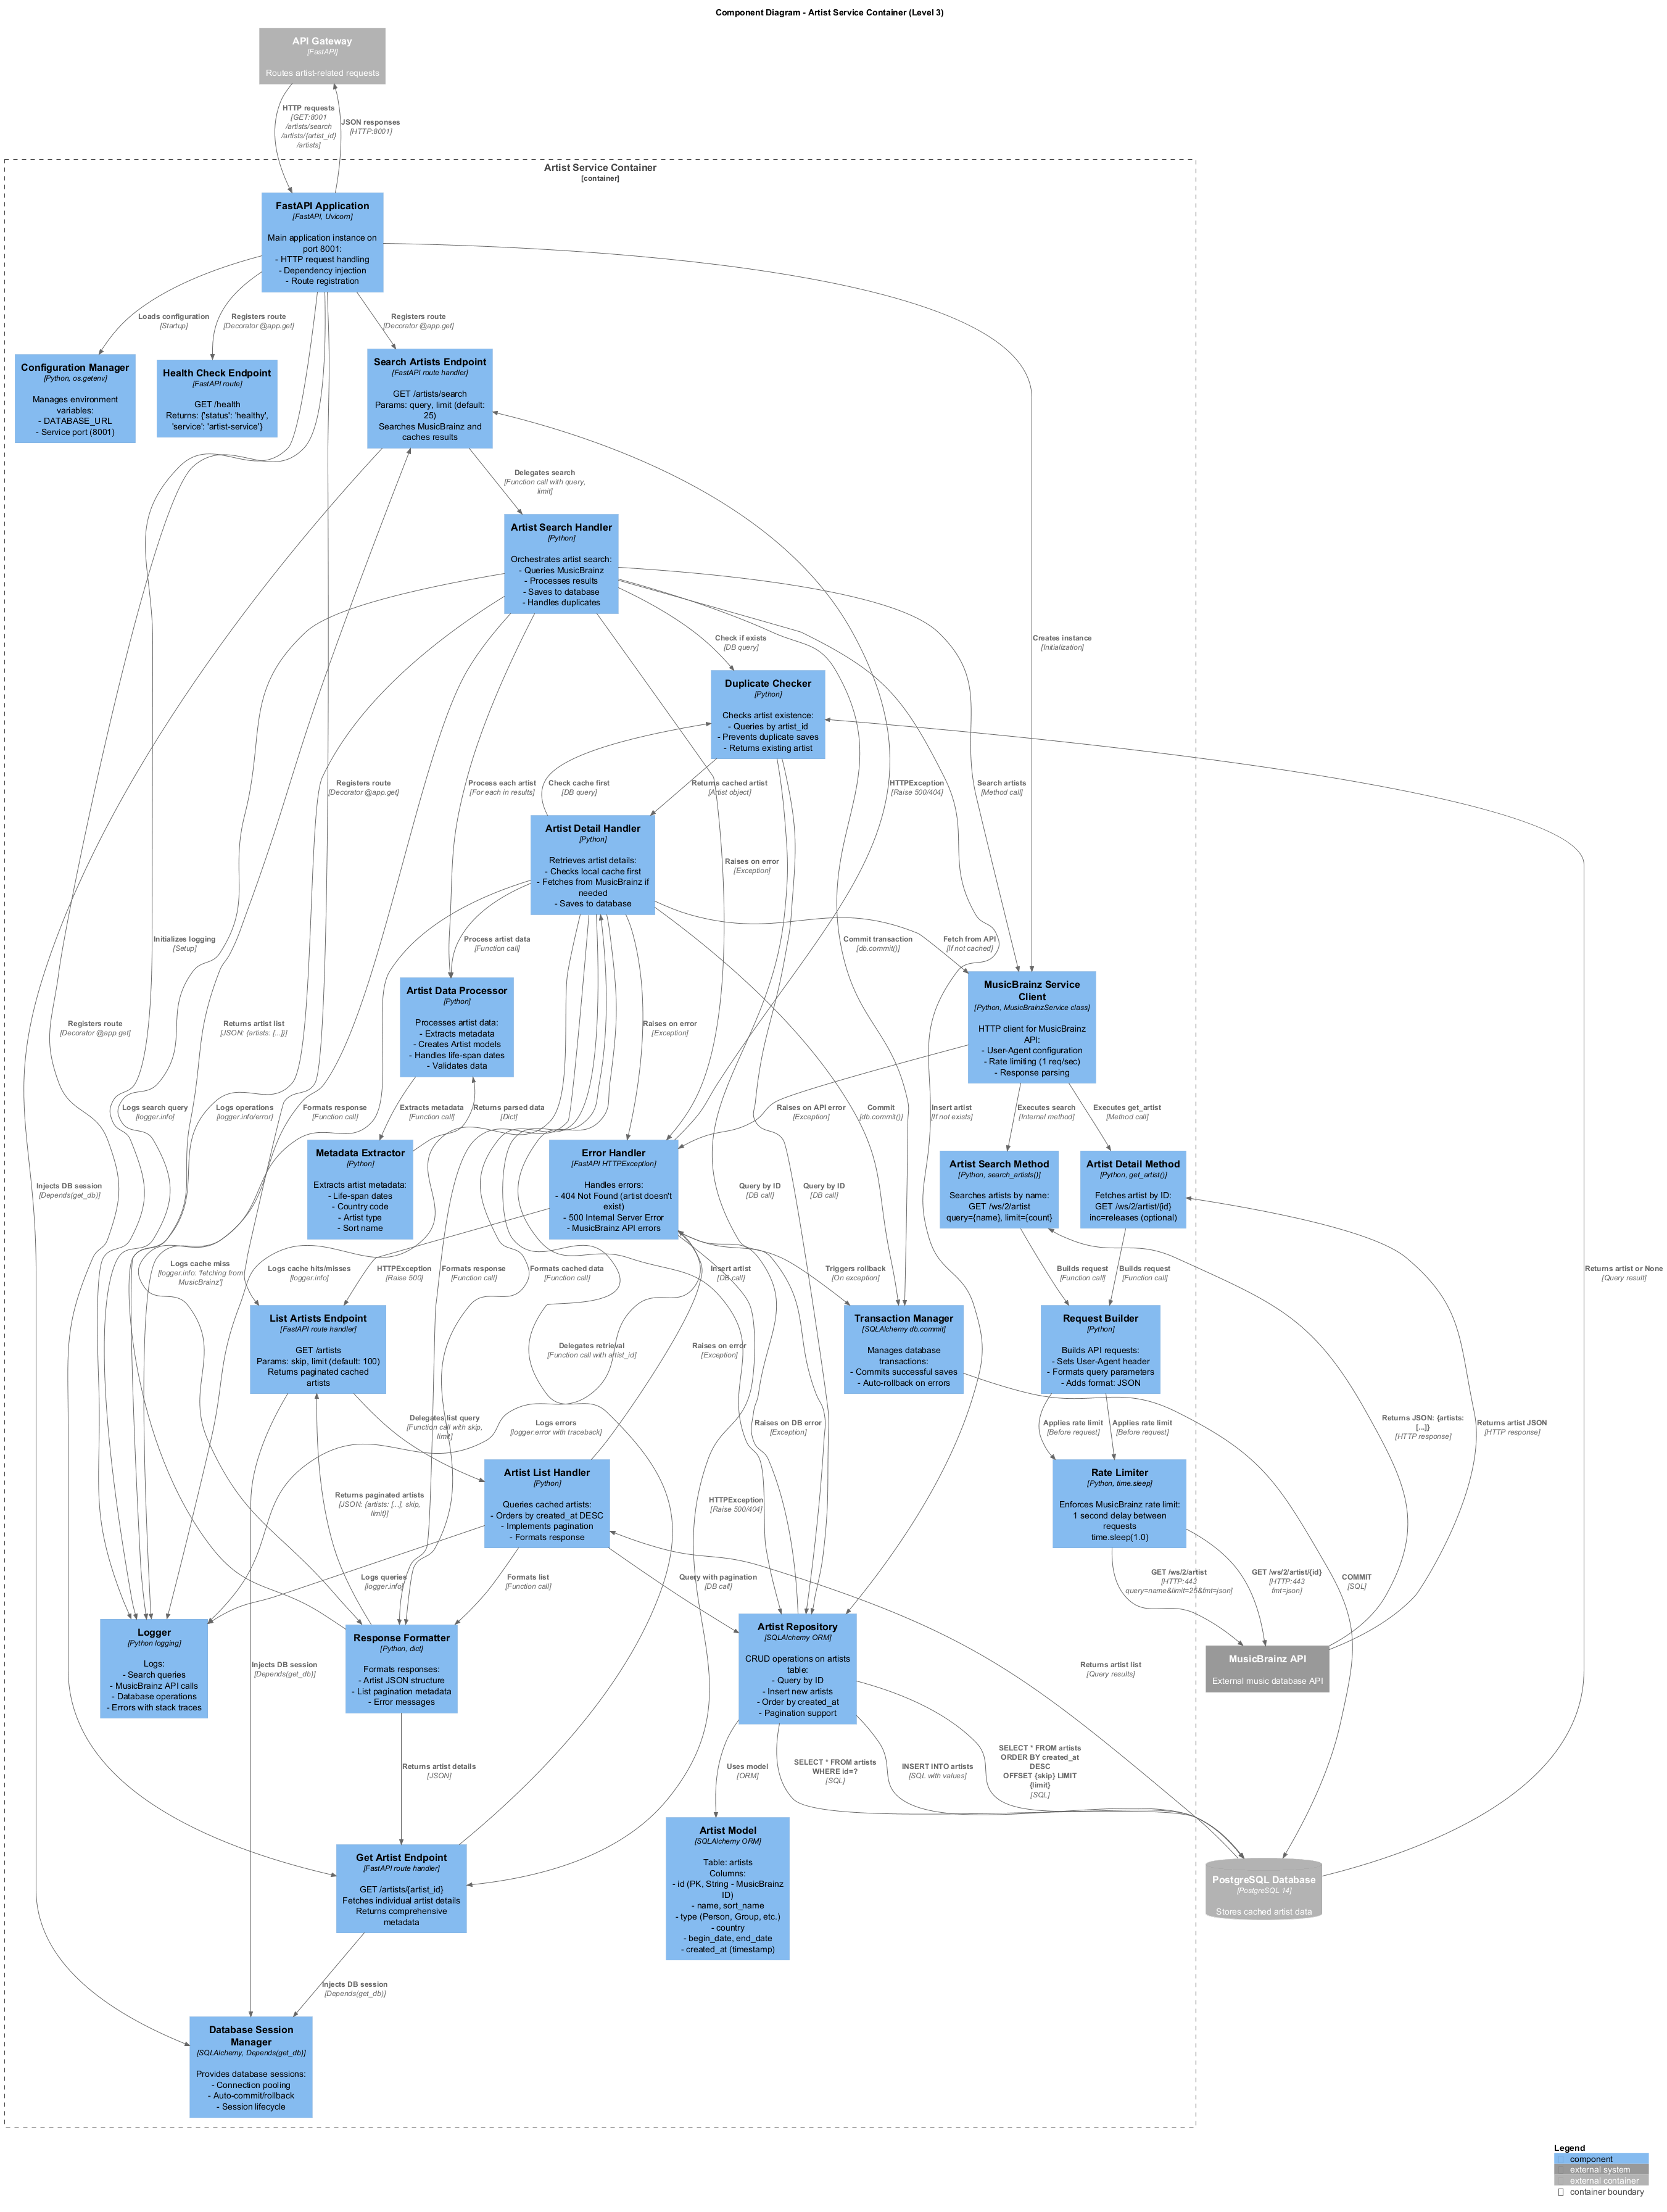 Component Diagram - Artist Service Container (Level 3)
API Gateway
[FastAPI]
Routes artist-related requests
HTTP requests
[GET:8001
/artists/search
/artists/{artist_id}
/artists]
JSON responses
[HTTP:8001]
Artist Service Container
[container]
FastAPI Application
[FastAPI, Uvicorn]
Main application instance on
port 8001:
- HTTP request handling
- Dependency injection
- Route registration
Loads configuration
[Startup]
Registers route
[Decorator @app.get]
Registers route
[Decorator @app.get]
Configuration Manager
[Python, os.getenv]
Manages environment
variables:
- DATABASE_URL
- Service port (8001)
Health Check Endpoint
[FastAPI route]
GET /health
Returns: {'status': 'healthy',
'service': 'artist-service'}
Search Artists Endpoint
[FastAPI route handler]
GET /artists/search
Params: query, limit (default:
25)
Searches MusicBrainz and
caches results
Delegates search
[Function call with query,
limit]
Artist Search Handler
[Python]
Orchestrates artist search:
- Queries MusicBrainz
- Processes results
- Saves to database
- Handles duplicates
Check if exists
[DB query]
Creates instance
[Initialization]
Duplicate Checker
[Python]
Checks artist existence:
- Queries by artist_id
- Prevents duplicate saves
- Returns existing artist
Registers route
[Decorator @app.get]
Process each artist
[For each in results]
Check cache first
[DB query]
Returns cached artist
[Artist object]
HTTPException
[Raise 500/404]
Search artists
[Method call]
Artist Detail Handler
[Python]
Retrieves artist details:
- Checks local cache first
- Fetches from MusicBrainz if
needed
- Saves to database
Raises on error
[Exception]
Initializes logging
[Setup]
Process artist data
[Function call]
Commit transaction
[db.commit()]
Fetch from API
[If not cached]
Artist Data Processor
[Python]
Processes artist data:
- Extracts metadata
- Creates Artist models
- Handles life-span dates
- Validates data
MusicBrainz Service
Client
[Python, MusicBrainzService class]
HTTP client for MusicBrainz
API:
- User-Agent configuration
- Rate limiting (1 req/sec)
- Response parsing
Registers route
[Decorator @app.get]
Returns artist list
[JSON: {artists: [...]}]
Raises on error
[Exception]
Logs search query
[logger.info]
Logs operations
[logger.info/error]
Formats response
[Function call]
Extracts metadata
[Function call]
Returns parsed data
[Dict]
Raises on API error
[Exception]
Commit
[db.commit()]
Insert artist
[If not exists]
Executes search
[Internal method]
Executes get_artist
[Method call]
Metadata Extractor
[Python]
Extracts artist metadata:
- Life-span dates
- Country code
- Artist type
- Sort name
Error Handler
[FastAPI HTTPException]
Handles errors:
- 404 Not Found (artist doesn't
exist)
- 500 Internal Server Error
- MusicBrainz API errors
Artist Search Method
[Python, search_artists()]
Searches artists by name:
GET /ws/2/artist
query={name}, limit={count}
Artist Detail Method
[Python, get_artist()]
Fetches artist by ID:
GET /ws/2/artist/{id}
inc=releases (optional)
Injects DB session
[Depends(get_db)]
Query by ID
[DB call]
Query by ID
[DB call]
Logs cache miss
[logger.info: 'fetching from
MusicBrainz']
Logs cache hits/misses
[logger.info]
HTTPException
[Raise 500]
Formats response
[Function call]
Formats cached data
[Function call]
Insert artist
[DB call]
Triggers rollback
[On exception]
Builds request
[Function call]
Builds request
[Function call]
Returns artist or None
[Query result]
List Artists Endpoint
[FastAPI route handler]
GET /artists
Params: skip, limit (default: 100)
Returns paginated cached
artists
Delegates retrieval
[Function call with artist_id]
Raises on error
[Exception]
Transaction Manager
[SQLAlchemy db.commit]
Manages database
transactions:
- Commits successful saves
- Auto-rollback on errors
Request Builder
[Python]
Builds API requests:
- Sets User-Agent header
- Formats query parameters
- Adds format: JSON
Delegates list query
[Function call with skip,
limit]
Logs errors
[logger.error with traceback]
Raises on DB error
[Exception]
Applies rate limit
[Before request]
Applies rate limit
[Before request]
Returns JSON: {artists:
[...]}
[HTTP response]
Returns artist JSON
[HTTP response]
Artist List Handler
[Python]
Queries cached artists:
- Orders by created_at DESC
- Implements pagination
- Formats response
Rate Limiter
[Python, time.sleep]
Enforces MusicBrainz rate limit:
1 second delay between
requests
time.sleep(1.0)
Returns paginated artists
[JSON: {artists: [...], skip,
limit}]
HTTPException
[Raise 500/404]
Logs queries
[logger.info]
Formats list
[Function call]
Query with pagination
[DB call]
GET /ws/2/artist
[HTTP:443
query=name&limit=25&fmt=json]
GET /ws/2/artist/{id}
[HTTP:443
fmt=json]
COMMIT
[SQL]
Logger
[Python logging]
Logs:
- Search queries
- MusicBrainz API calls
- Database operations
- Errors with stack traces
Response Formatter
[Python, dict]
Formats responses:
- Artist JSON structure
- List pagination metadata
- Error messages
Artist Repository
[SQLAlchemy ORM]
CRUD operations on artists
table:
- Query by ID
- Insert new artists
- Order by created_at
- Pagination support
MusicBrainz API
External music database API
Injects DB session
[Depends(get_db)]
Returns artist list
[Query results]
Returns artist details
[JSON]
Uses model
[ORM]
SELECT * FROM artists
WHERE id=?
[SQL]
INSERT INTO artists
[SQL with values]
SELECT * FROM artists
ORDER BY created_at
DESC
OFFSET {skip} LIMIT
{limit}
[SQL]
Get Artist Endpoint
[FastAPI route handler]
GET /artists/{artist_id}
Fetches individual artist details
Returns comprehensive
metadata
Artist Model
[SQLAlchemy ORM]
Table: artists
Columns:
- id (PK, String - MusicBrainz
ID)
- name, sort_name
- type (Person, Group, etc.)
- country
- begin_date, end_date
- created_at (timestamp)
PostgreSQL Database
[PostgreSQL 14]
Stores cached artist data
Injects DB session
[Depends(get_db)]
Database Session
Manager
[SQLAlchemy, Depends(get_db)]
Provides database sessions:
- Connection pooling
- Auto-commit/rollback
- Session lifecycle
Legend
component
external system
external container
container boundary